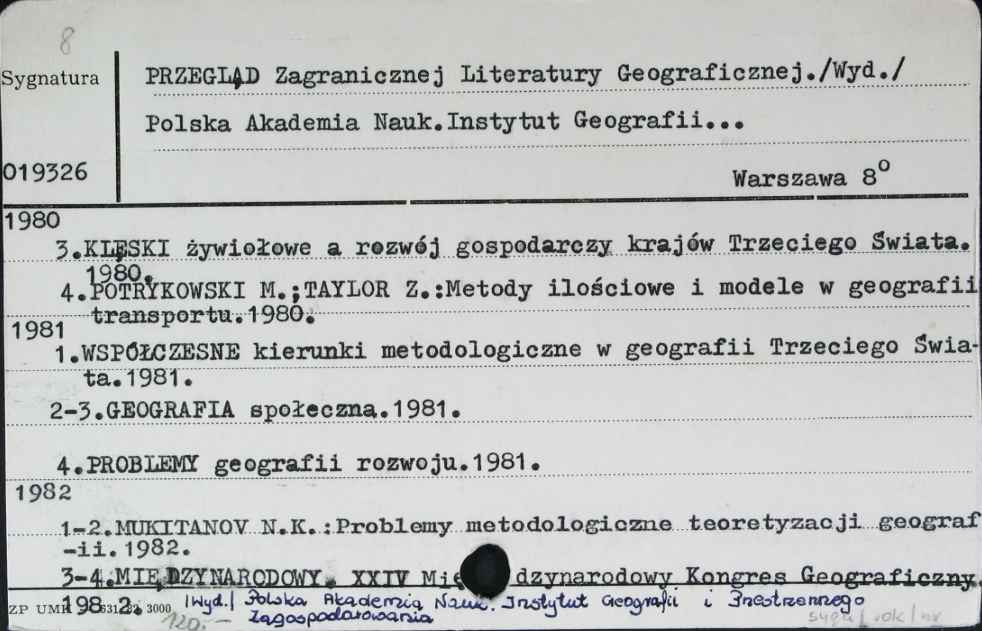 8
Sygnatura
PRZEGLĄD Zagranicznej Literatury Geograficznej./Wyd./
Polska Akademia Nauk.Instytut Geografii...
019326
Warszawa 8º
1980
3.KLĘSKI żywiołowe a rozwój gospodarczy krajów Trzeciego Świata.
1980.
4.POTRYKOWSKI M.;TAYLOR Z.:Metody ilościowe i modele w geografii
transportu.1980.
1981
1.WSPÓŁCZESNE kierunki metodologiczne w geografii Trzeciego Świa-
ta.1981.
2-3.GEOGRAFIA społeczna.1981.
4.PROBLEMY geografii rozwoju.1981.
1982
1-2.MUKITANOV N.K.:Problemy metodologiczne teoretyzacji geograf
-ii.1982.
3-4.MIĘDZYNARODOWY. XXIV Mię dzynarodowy Kongres Geograficzny.
1982.
ZP UMK 3000
/Wyd./ Polska Akademia Nauk. Instytut Geografii i Przestrzennego
Zagospodarowania
120.-